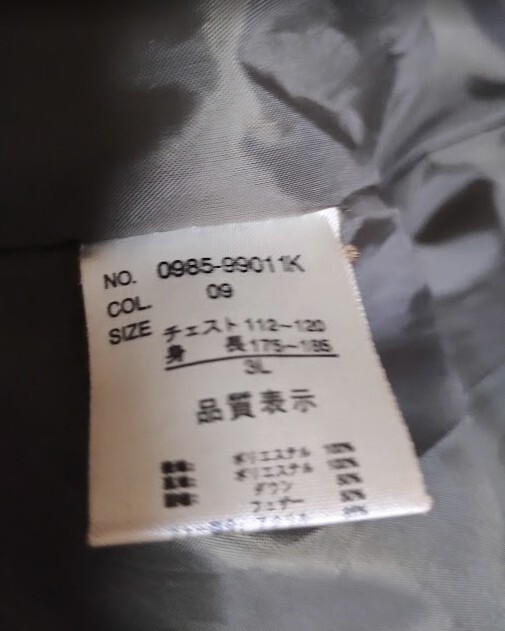 NO. 0985-99011K
COL. 09
SIZE チェスト 112~120
身 長 175~185
3L
品質表示
ポリエステル 100%
ポリエステル 100%
ダウン
フェザー